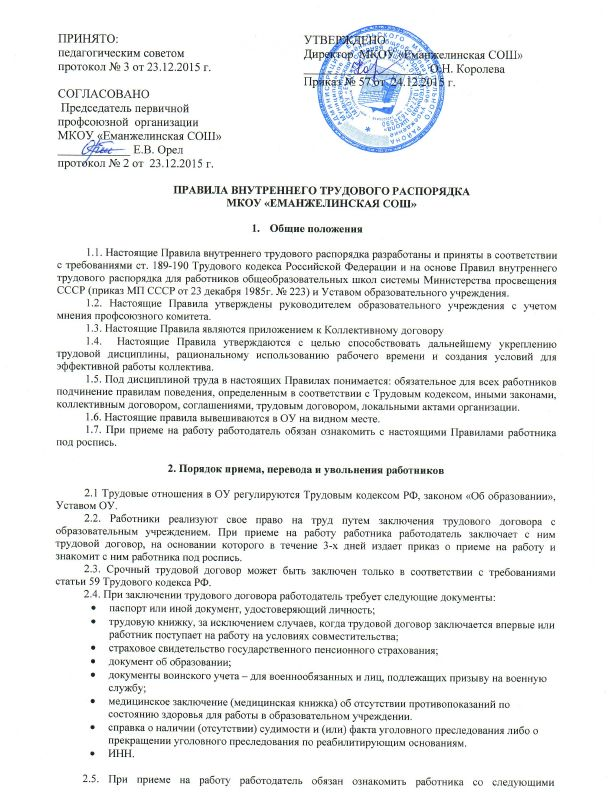 ПРИНЯТО:
педагогическим советом
протокол № 3 от 23.12.2015 г.
УТВЕРЖДЕНО
Директор МКОУ «Еманжелинская СОШ»
О.Н. Королева
Приказ № 57 от 24.12.2015 г.
СОГЛАСОВАНО
Председатель первичной
профсоюзной организации
МКОУ «Еманжелинская СОШ»
Е.В. Орел
протокол № 2 от 23.12.2015 г.
ПРАВИЛА ВНУТРЕННЕГО ТРУДОВОГО РАСПОРЯДКА
МКОУ «ЕМАНЖЕЛИНСКАЯ СОШ»
1. Общие положения
1.1. Настоящие Правила внутреннего трудового распорядка разработаны и приняты в соответствии
с требованиями ст. 189-190 Трудового кодекса Российской Федерации и на основе Правил внутреннего
трудового распорядка для работников общеобразовательных школ системы Министерства просвещения
СССР (приказ МП СССР от 23 декабря 1985г. № 223) и Уставом образовательного учреждения.
1.2. Настоящие Правила утверждены руководителем образовательного учреждения с учетом
мнения профсоюзного комитета.
1.3. Настоящие Правила являются приложением к Коллективному договору
1.4. Настоящие Правила утверждаются с целью способствовать дальнейшему укреплению
трудовой дисциплины, рациональному использованию рабочего времени и создания условий для
эффективной работы коллектива.
1.5. Под дисциплиной труда в настоящих Правилах понимается: обязательное для всех работников
подчинение правилам поведения, определенным в соответствии с Трудовым кодексом, иными законами,
коллективным договором, соглашениями, трудовым договором, локальными актами организации.
1.6. Настоящие правила вывешиваются в ОУ на видном месте.
1.7. При приеме на работу работодатель обязан ознакомить с настоящими Правилами работника
под роспись.
2. Порядок приема, перевода и увольнения работников
2.1 Трудовые отношения в ОУ регулируются Трудовым кодексом РФ, законом «Об образовании»,
Уставом ОУ.
2.2. Работники реализуют свое право на труд путем заключения трудового договора с
образовательным учреждением. При приеме на работу работника работодатель заключает с ним
трудовой договор, на основании которого в течение 3-х дней издает приказ о приеме на работу и
знакомит с ним работника под роспись.
2.3. Срочный трудовой договор может быть заключен только в соответствии с требованиями
статьи 59 Трудового кодекса РФ.
2.4. При заключении трудового договора работодатель требует следующие документы:
• паспорт или иной документ, удостоверяющий личность;
• трудовую книжку, за исключением случаев, когда трудовой договор заключается впервые или
работник поступает на работу на условиях совместительства;
• страховое свидетельство государственного пенсионного страхования;
• документ об образовании;
• документы воинского учета – для военнообязанных и лиц, подлежащих призыву на военную
службу;
• медицинское заключение (медицинская книжка) об отсутствии противопоказаний по
состоянию здоровья для работы в образовательном учреждении.
• справка о наличии (отсутствии) судимости и (или) факта уголовного преследования либо о
прекращении уголовного преследования по реабилитирующим основаниям.
• ИНН.
2.5. При приеме на работу работодатель обязан ознакомить работника со следующими